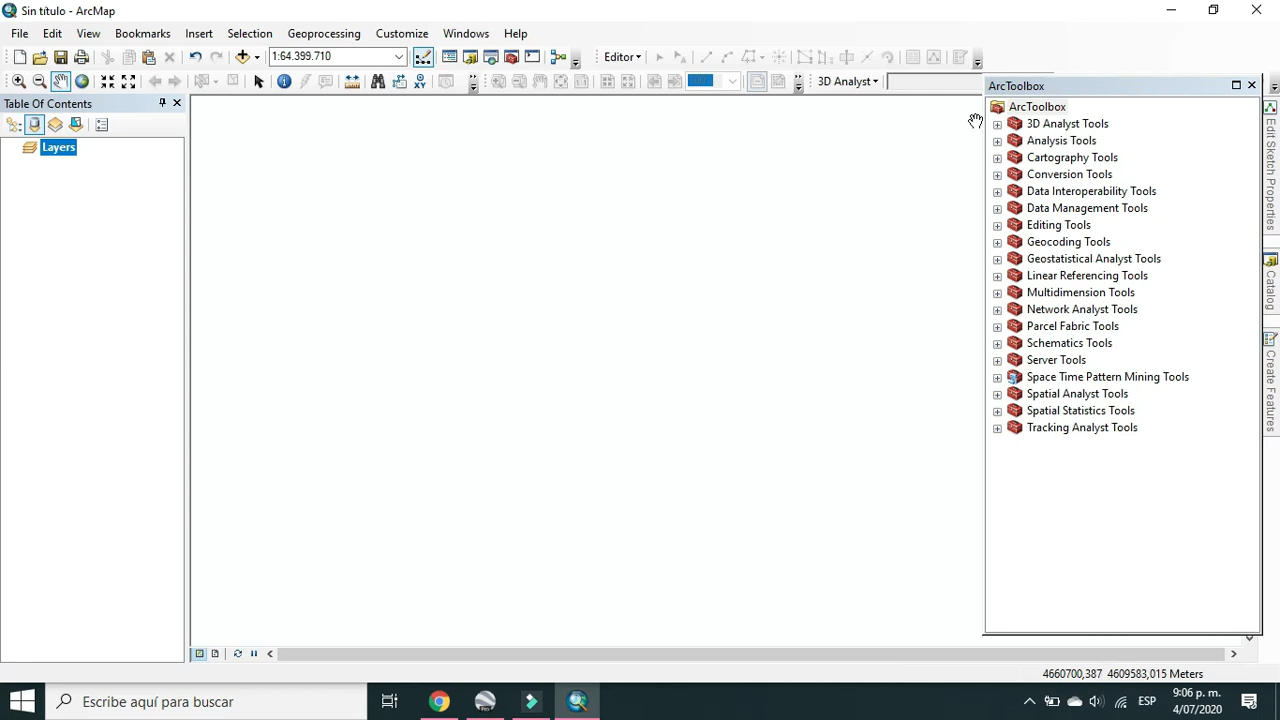 Sin título - ArcMap
File Edit View Bookmarks Insert Selection Geoprocessing Customize Windows Help
1:64.399.710 Editor
3D Analyst
Table Of Contents
Layers
ArcToolbox
ArcToolbox
3D Analyst Tools
Analysis Tools
Cartography Tools
Conversion Tools
Data Interoperability Tools
Data Management Tools
Editing Tools
Geocoding Tools
Geostatistical Analyst Tools
Linear Referencing Tools
Multidimension Tools
Network Analyst Tools
Parcel Fabric Tools
Schematics Tools
Server Tools
Space Time Pattern Mining Tools
Spatial Analyst Tools
Spatial Statistics Tools
Tracking Analyst Tools
Edit Sketch Properties
Catalog
Create Features
4660700,387 4609583,015 Meters
Escribe aquí para buscar
ESP
9:06 p. m.
4/07/2020